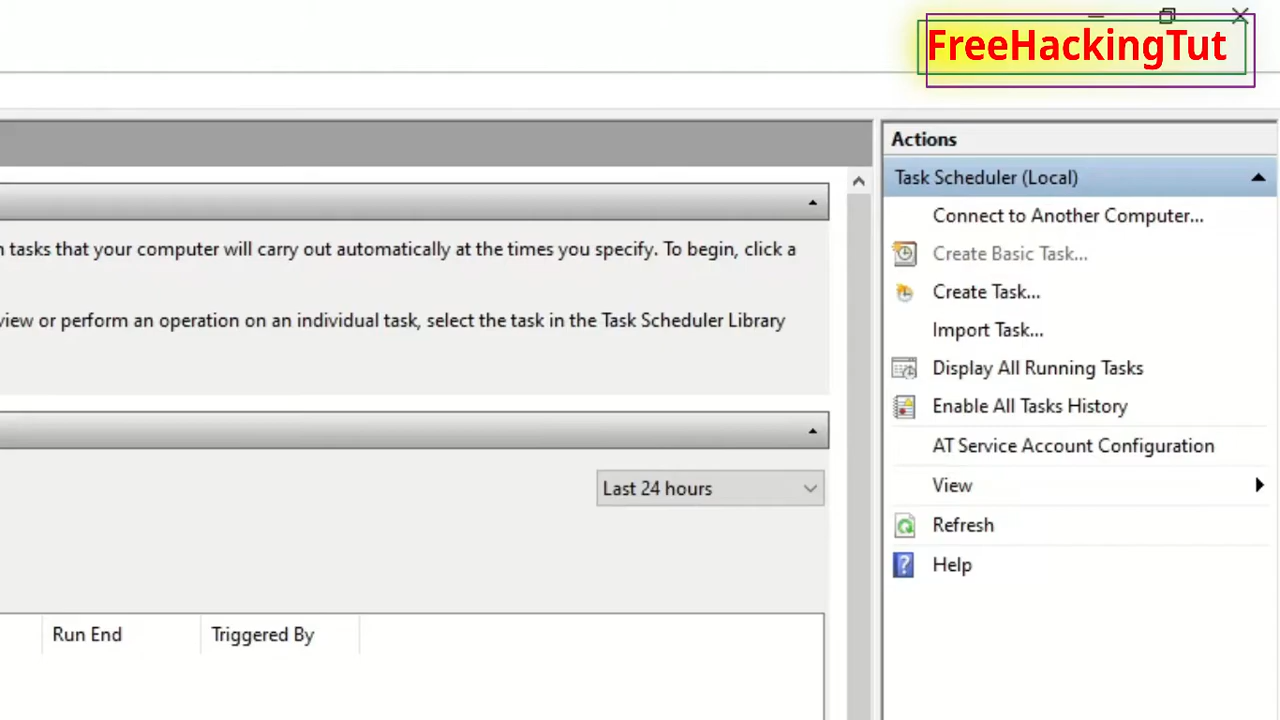 FreeHackingTut
Actions
Task Scheduler (Local)
Connect to Another Computer...
Create Basic Task...
Create Task...
Import Task...
Display All Running Tasks
Enable All Tasks History
AT Service Account Configuration
View
Refresh
Help
tasks that your computer will carry out automatically at the times you specify. To begin, click a
view or perform an operation on an individual task, select the task in the Task Scheduler Library
Last 24 hours
Run End
Triggered By